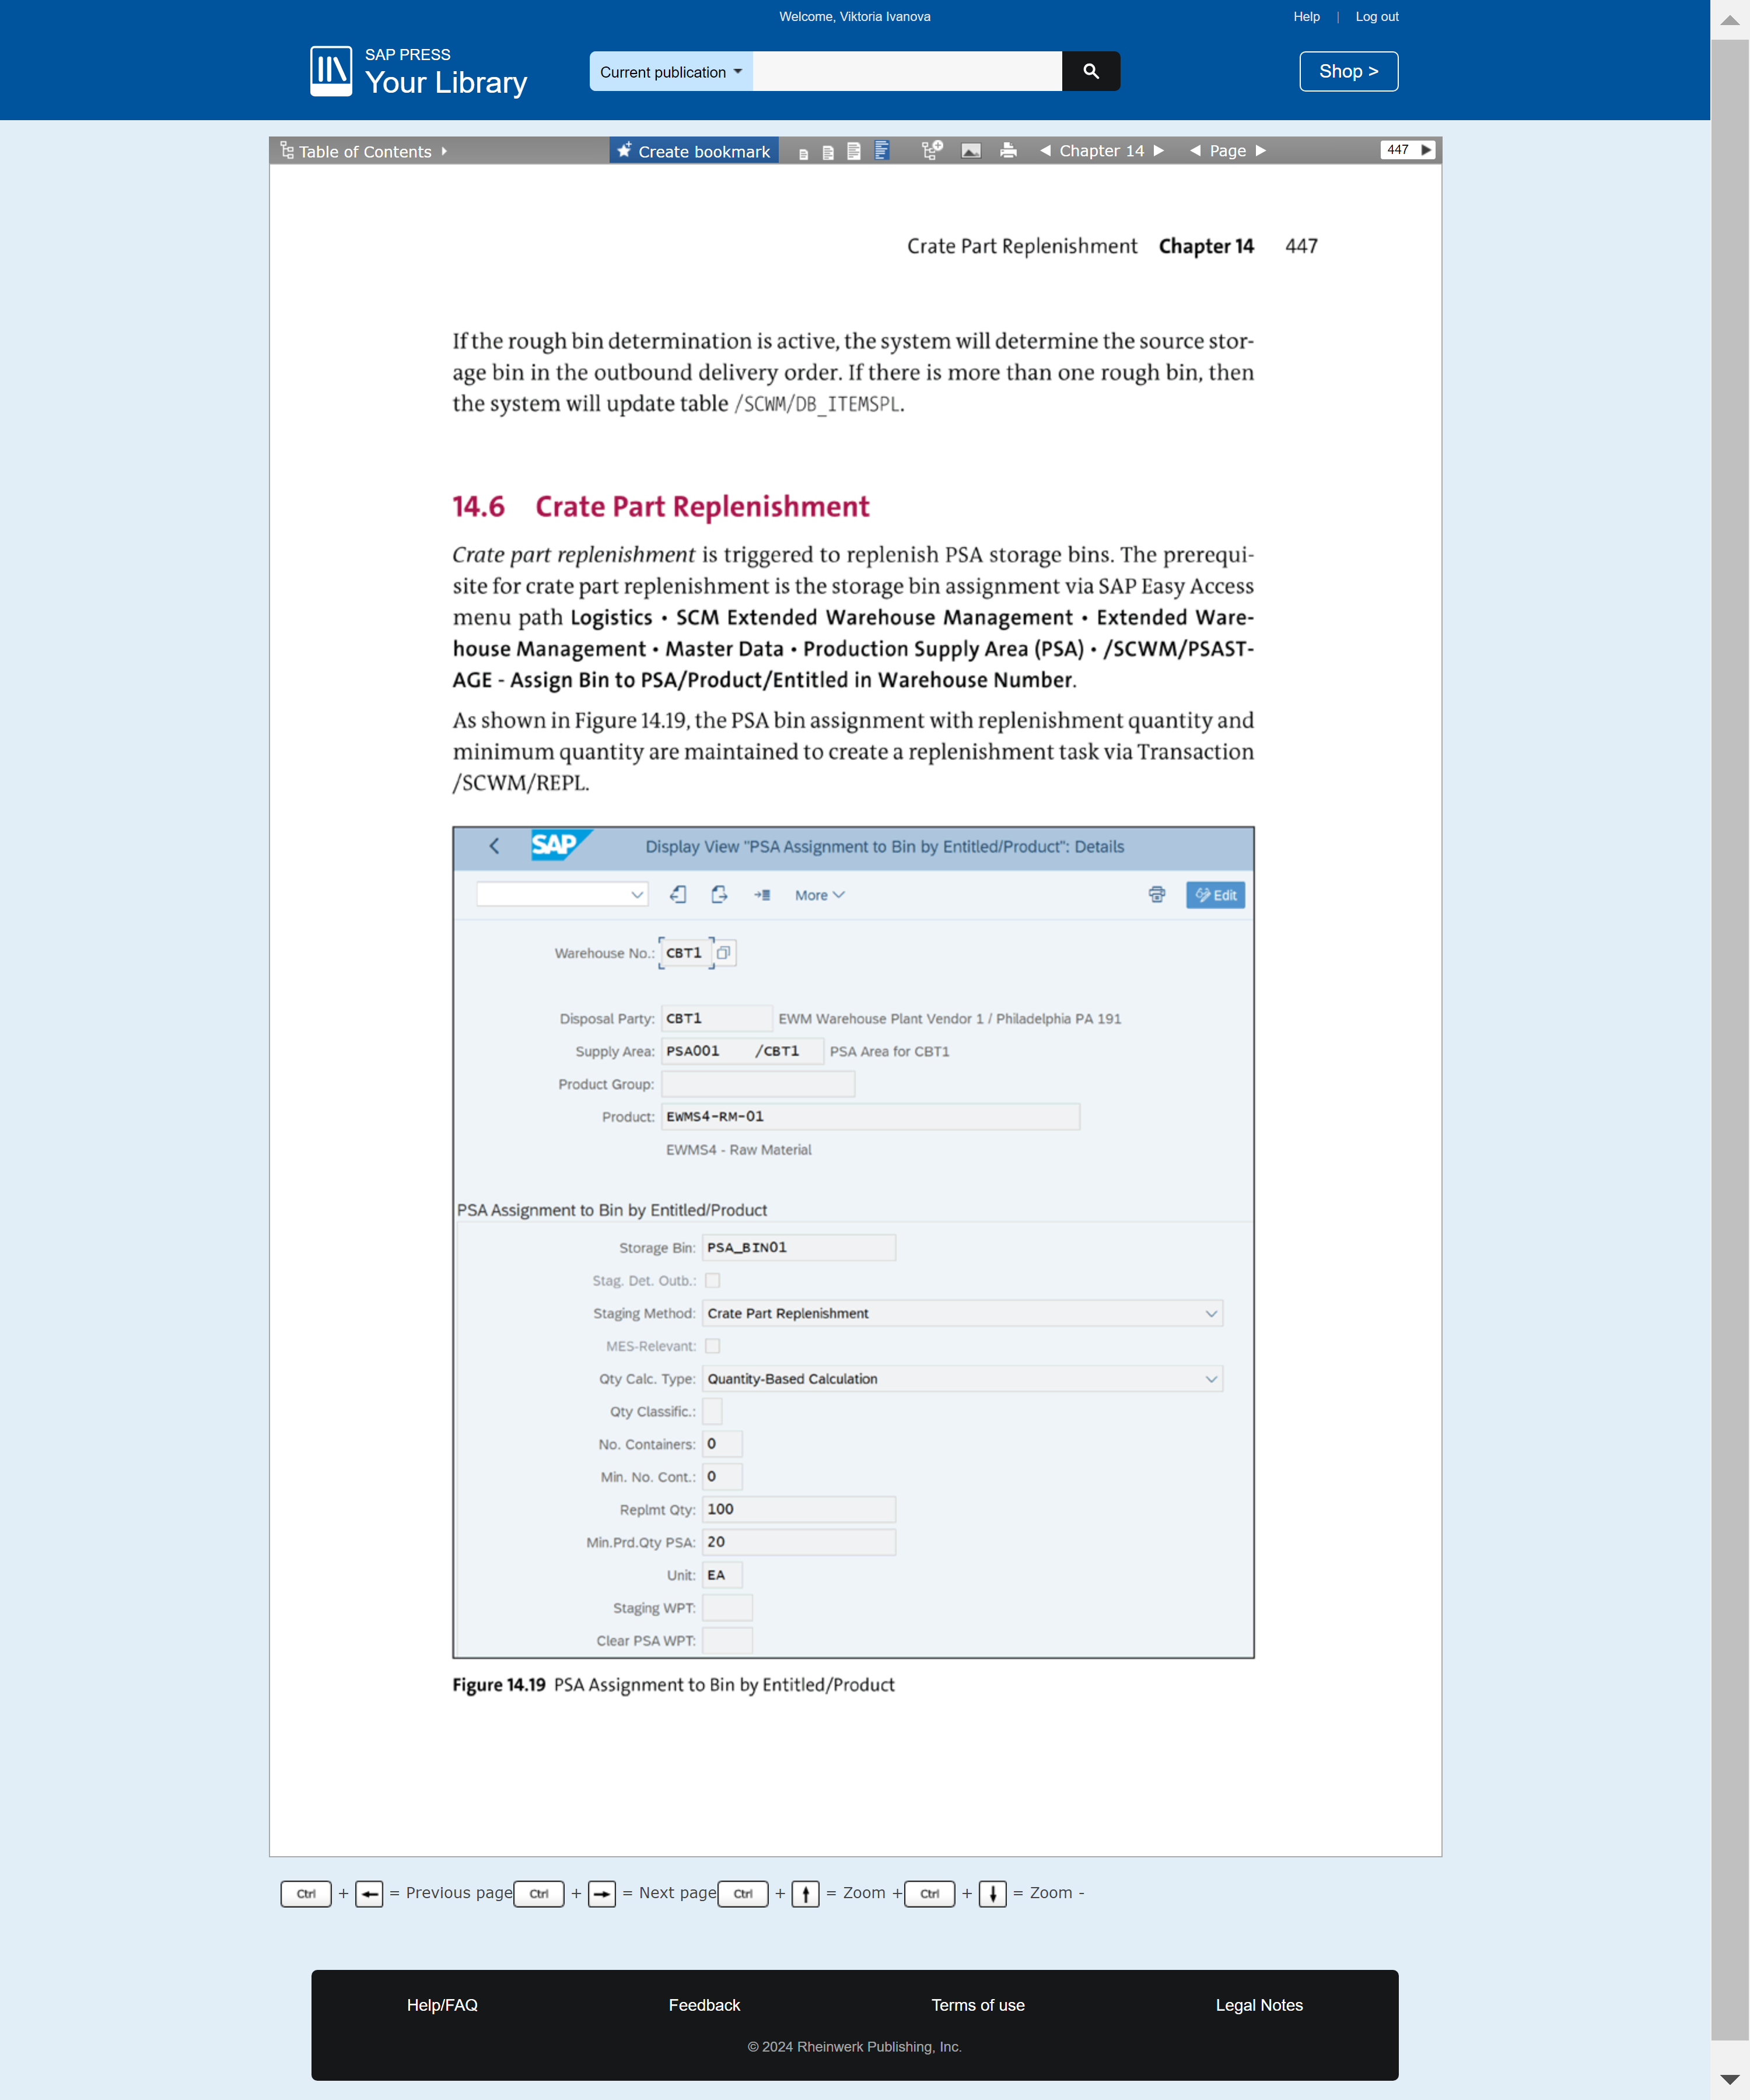 Welcome, Viktoria Ivanova
Help | Log out
SAP PRESS
Your Library
Current publication
Shop >
Table of Contents
Create bookmark
Chapter 14
Page
447
Crate Part Replenishment Chapter 14 447
If the rough bin determination is active, the system will determine the source stor-
age bin in the outbound delivery order. If there is more than one rough bin, then
the system will update table /SCWM/DB_ITEMSPL.
14.6 Crate Part Replenishment
Crate part replenishment is triggered to replenish PSA storage bins. The prerequi-
site for crate part replenishment is the storage bin assignment via SAP Easy Access
menu path Logistics • SCM Extended Warehouse Management • Extended Ware-
house Management • Master Data • Production Supply Area (PSA) • /SCWM/PSAST-
AGE - Assign Bin to PSA/Product/Entitled in Warehouse Number.
As shown in Figure 14.19, the PSA bin assignment with replenishment quantity and
minimum quantity are maintained to create a replenishment task via Transaction
/SCWM/REPL.
SAP
Display View "PSA Assignment to Bin by Entitled/Product": Details
More
Edit
Warehouse No.: CBT1
Disposal Party: CBT1 EWM Warehouse Plant Vendor 1 / Philadelphia PA 191
Supply Area: PSA001 /CBT1 PSA Area for CBT1
Product Group:
Product: EWMS4-RM-01
EWMS4 - Raw Material
PSA Assignment to Bin by Entitled/Product
Storage Bin: PSA_BIN01
Stag. Det. Outb.:
Staging Method: Crate Part Replenishment
MES-Relevant:
Qty Calc. Type: Quantity-Based Calculation
Qty Classific.:
No. Containers: 0
Min. No. Cont.: 0
Replmt Qty: 100
Min.Prd.Qty PSA: 20
Unit: EA
Staging WPT:
Clear PSA WPT:
Figure 14.19 PSA Assignment to Bin by Entitled/Product
Ctrl + ← = Previous page Ctrl + → = Next page Ctrl + ↑ = Zoom + Ctrl + ↓ = Zoom -
Help/FAQ
Feedback
Terms of use
Legal Notes
© 2024 Rheinwerk Publishing, Inc.